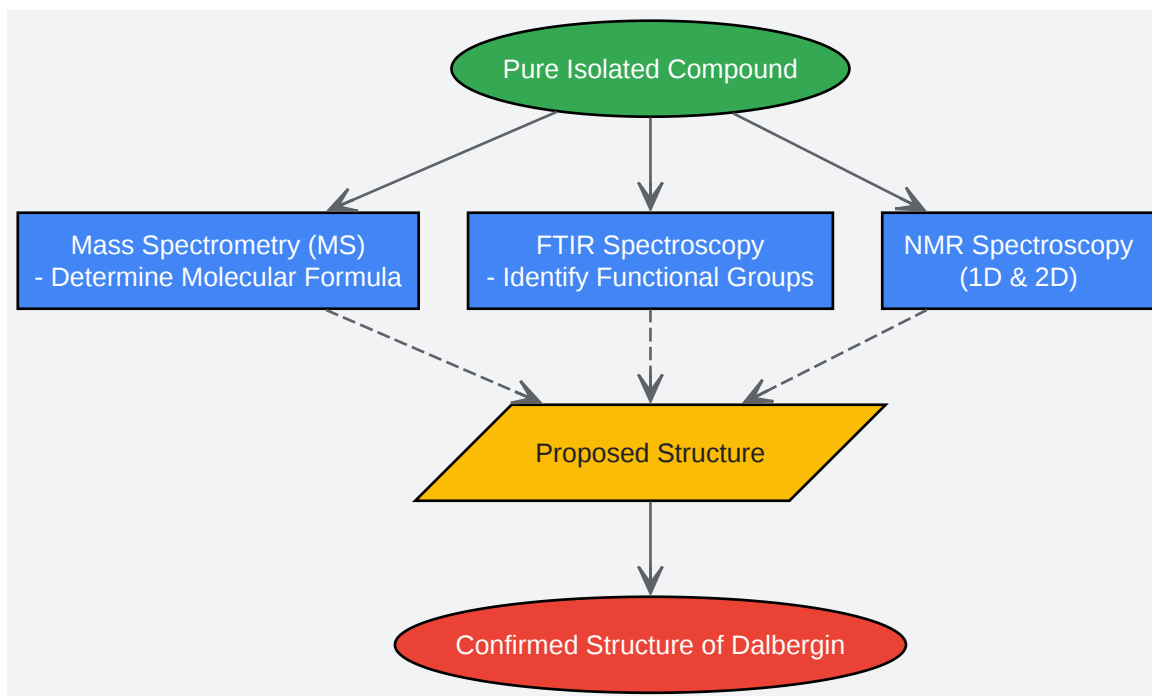 Pure Isolated Compound
Mass Spectrometry (MS)
- Determine Molecular Formula
FTIR Spectroscopy
- Identify Functional Groups
NMR Spectroscopy
(1D & 2D)
Proposed Structure
Confirmed Structure of Dalbergin